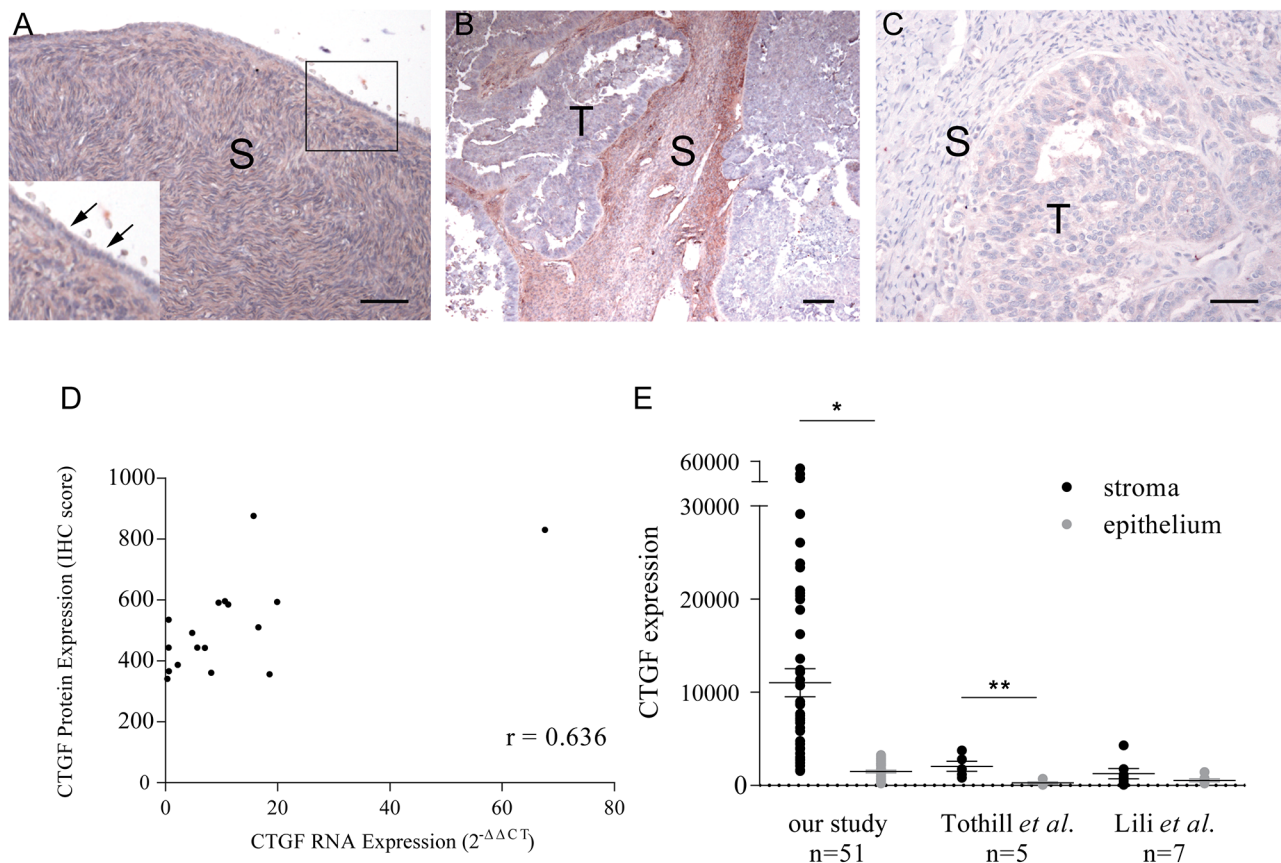 A
B
C
S
T
S
S
T
D
E
CTGF Protein Expression (IHC score)
1000
800
600
400
200
0
0 20 40 60 80
r = 0.636
CTGF RNA Expression (2^-ΔΔCT)
CTGF expression
60000
30000
20000
10000
0
*
**
stroma
epithelium
our study
n=51
Tothill et al.
n=5
Lili et al.
n=7